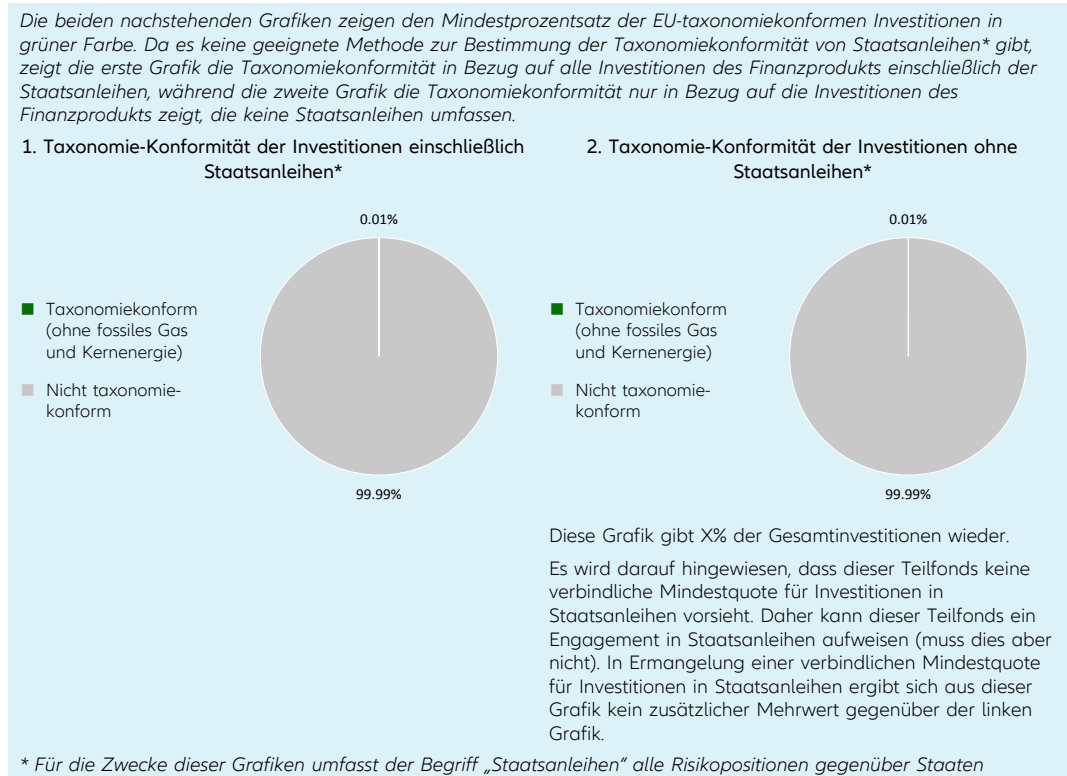 Die beiden nachstehenden Grafiken zeigen den Mindestprozentsatz der EU-taxonomiekonformen Investitionen in
grüner Farbe. Da es keine geeignete Methode zur Bestimmung der Taxonomiekonformität von Staatsanleihen* gibt,
zeigt die erste Grafik die Taxonomiekonformität in Bezug auf alle Investitionen des Finanzprodukts einschließlich der
Staatsanleihen, während die zweite Grafik die Taxonomiekonformität nur in Bezug auf die Investitionen des
Finanzprodukts zeigt, die keine Staatsanleihen umfassen.
1. Taxonomie-Konformität der Investitionen einschließlich
Staatsanleihen*
0.01%
Taxonomiekonform
(ohne fossiles Gas
und Kernenergie)
Nicht taxonomie-
konform
99.99%
2. Taxonomie-Konformität der Investitionen ohne
Staatsanleihen*
0.01%
Taxonomiekonform
(ohne fossiles Gas
und Kernenergie)
Nicht taxonomie-
konform
99.99%
Diese Grafik gibt X% der Gesamtinvestitionen wieder.
Es wird darauf hingewiesen, dass dieser Teilfonds keine
verbindliche Mindestquote für Investitionen in
Staatsanleihen vorsieht. Daher kann dieser Teilfonds ein
Engagement in Staatsanleihen aufweisen (muss dies aber
nicht). In Ermangelung einer verbindlichen Mindestquote
für Investitionen in Staatsanleihen ergibt sich aus dieser
Grafik kein zusätzlicher Mehrwert gegenüber der linken
Grafik.
* Für die Zwecke dieser Grafiken umfasst der Begriff „Staatsanleihen“ alle Risikopositionen gegenüber Staaten